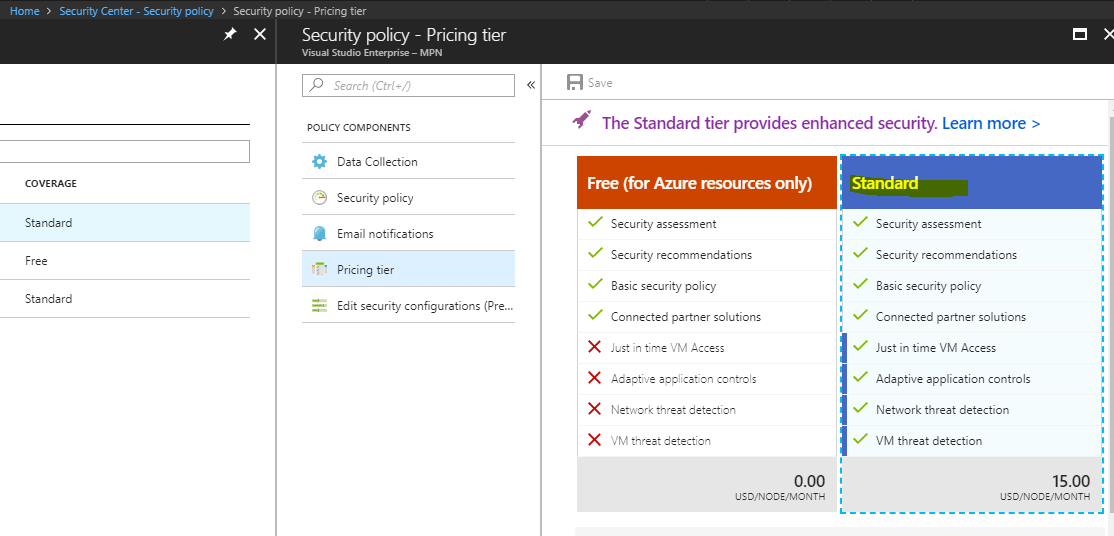 Home > Security Center - Security policy > Security policy - Pricing tier
Security policy - Pricing tier
Visual Studio Enterprise – MPN
COVERAGE
Standard
Free
Standard
Search (Ctrl+/)
«
POLICY COMPONENTS
Data Collection
Security policy
Email notifications
Pricing tier
Edit security configurations (Pre...
Save
The Standard tier provides enhanced security. Learn more >
Free (for Azure resources only)
Security assessment
Security recommendations
Basic security policy
Connected partner solutions
Just in time VM Access
Adaptive application controls
Network threat detection
VM threat detection
0.00
USD/NODE/MONTH
Standard
Security assessment
Security recommendations
Basic security policy
Connected partner solutions
Just in time VM Access
Adaptive application controls
Network threat detection
VM threat detection
15.00
USD/NODE/MONTH